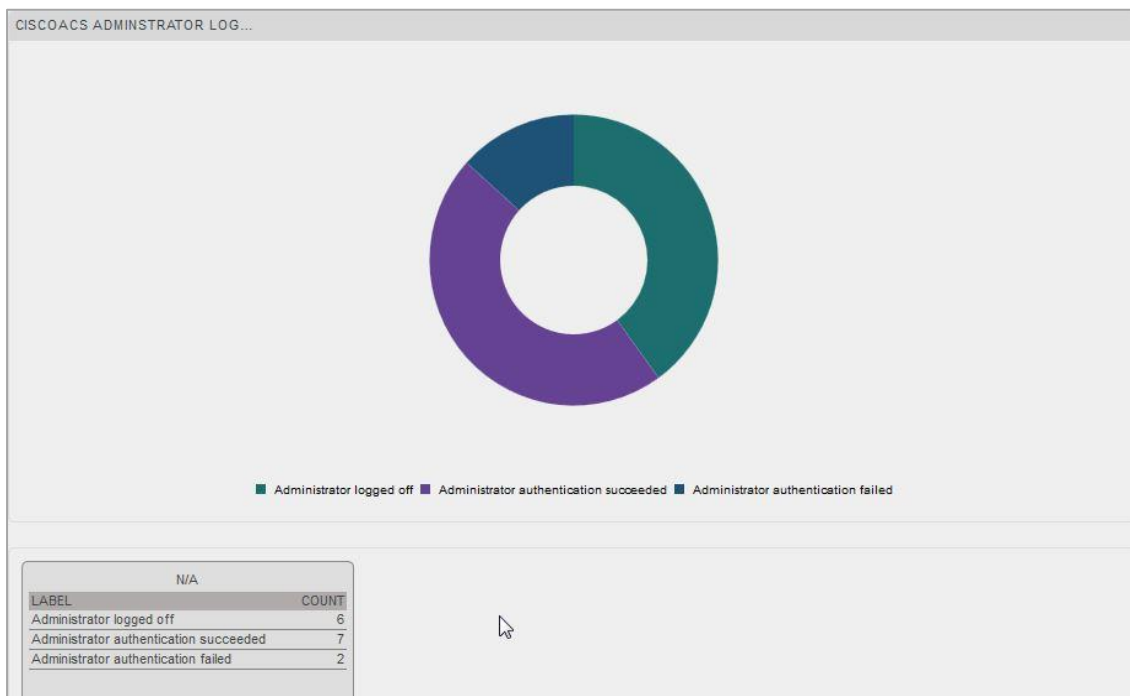 CISCOACS ADMINSTRATOR LOG...
Administrator logged off Administrator authentication succeeded Administrator authentication failed
N/A
LABEL COUNT
Administrator logged off 6
Administrator authentication succeeded 7
Administrator authentication failed 2